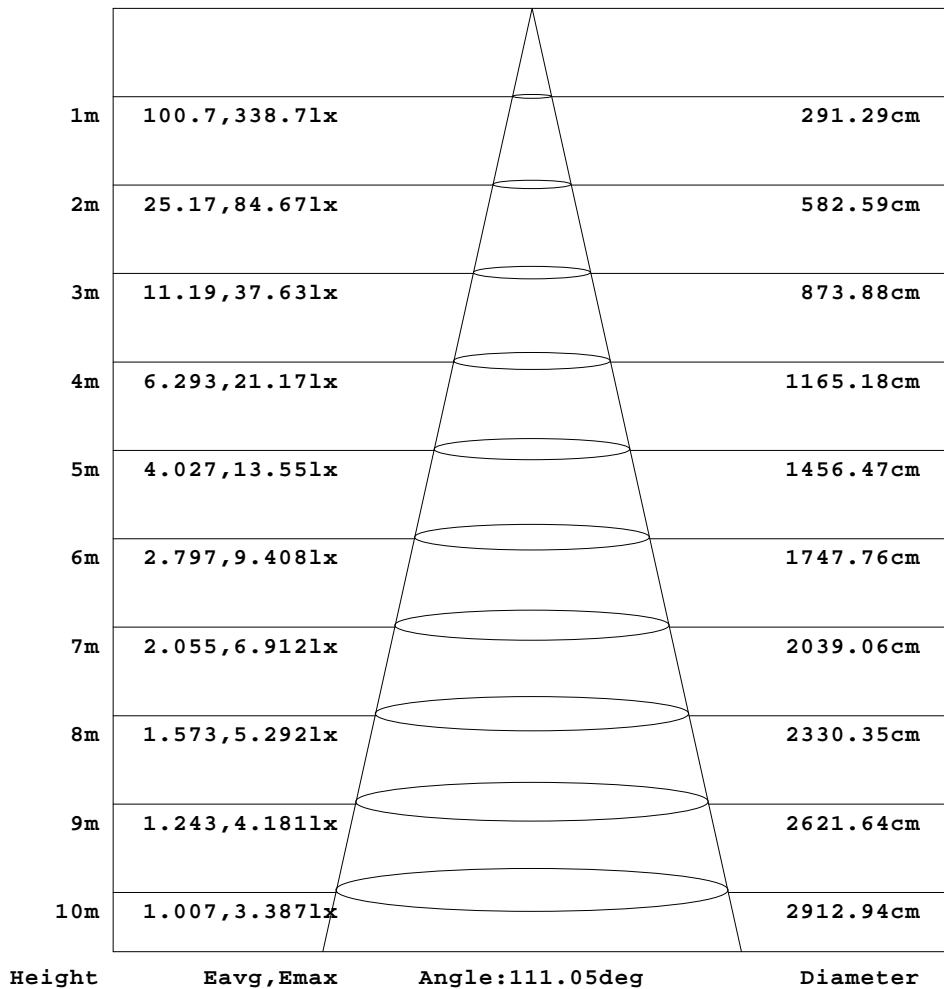 1m 100.7,338.7lx 291.29cm
2m 25.17,84.67lx 582.59cm
3m 11.19,37.63lx 873.88cm
4m 6.293,21.17lx 1165.18cm
5m 4.027,13.55lx 1456.47cm
6m 2.797,9.408lx 1747.76cm
7m 2.055,6.912lx 2039.06cm
8m 1.573,5.292lx 2330.35cm
9m 1.243,4.181lx 2621.64cm
10m 1.007,3.387lx 2912.94cm
Height Eavg,Emax Angle:111.05deg Diameter